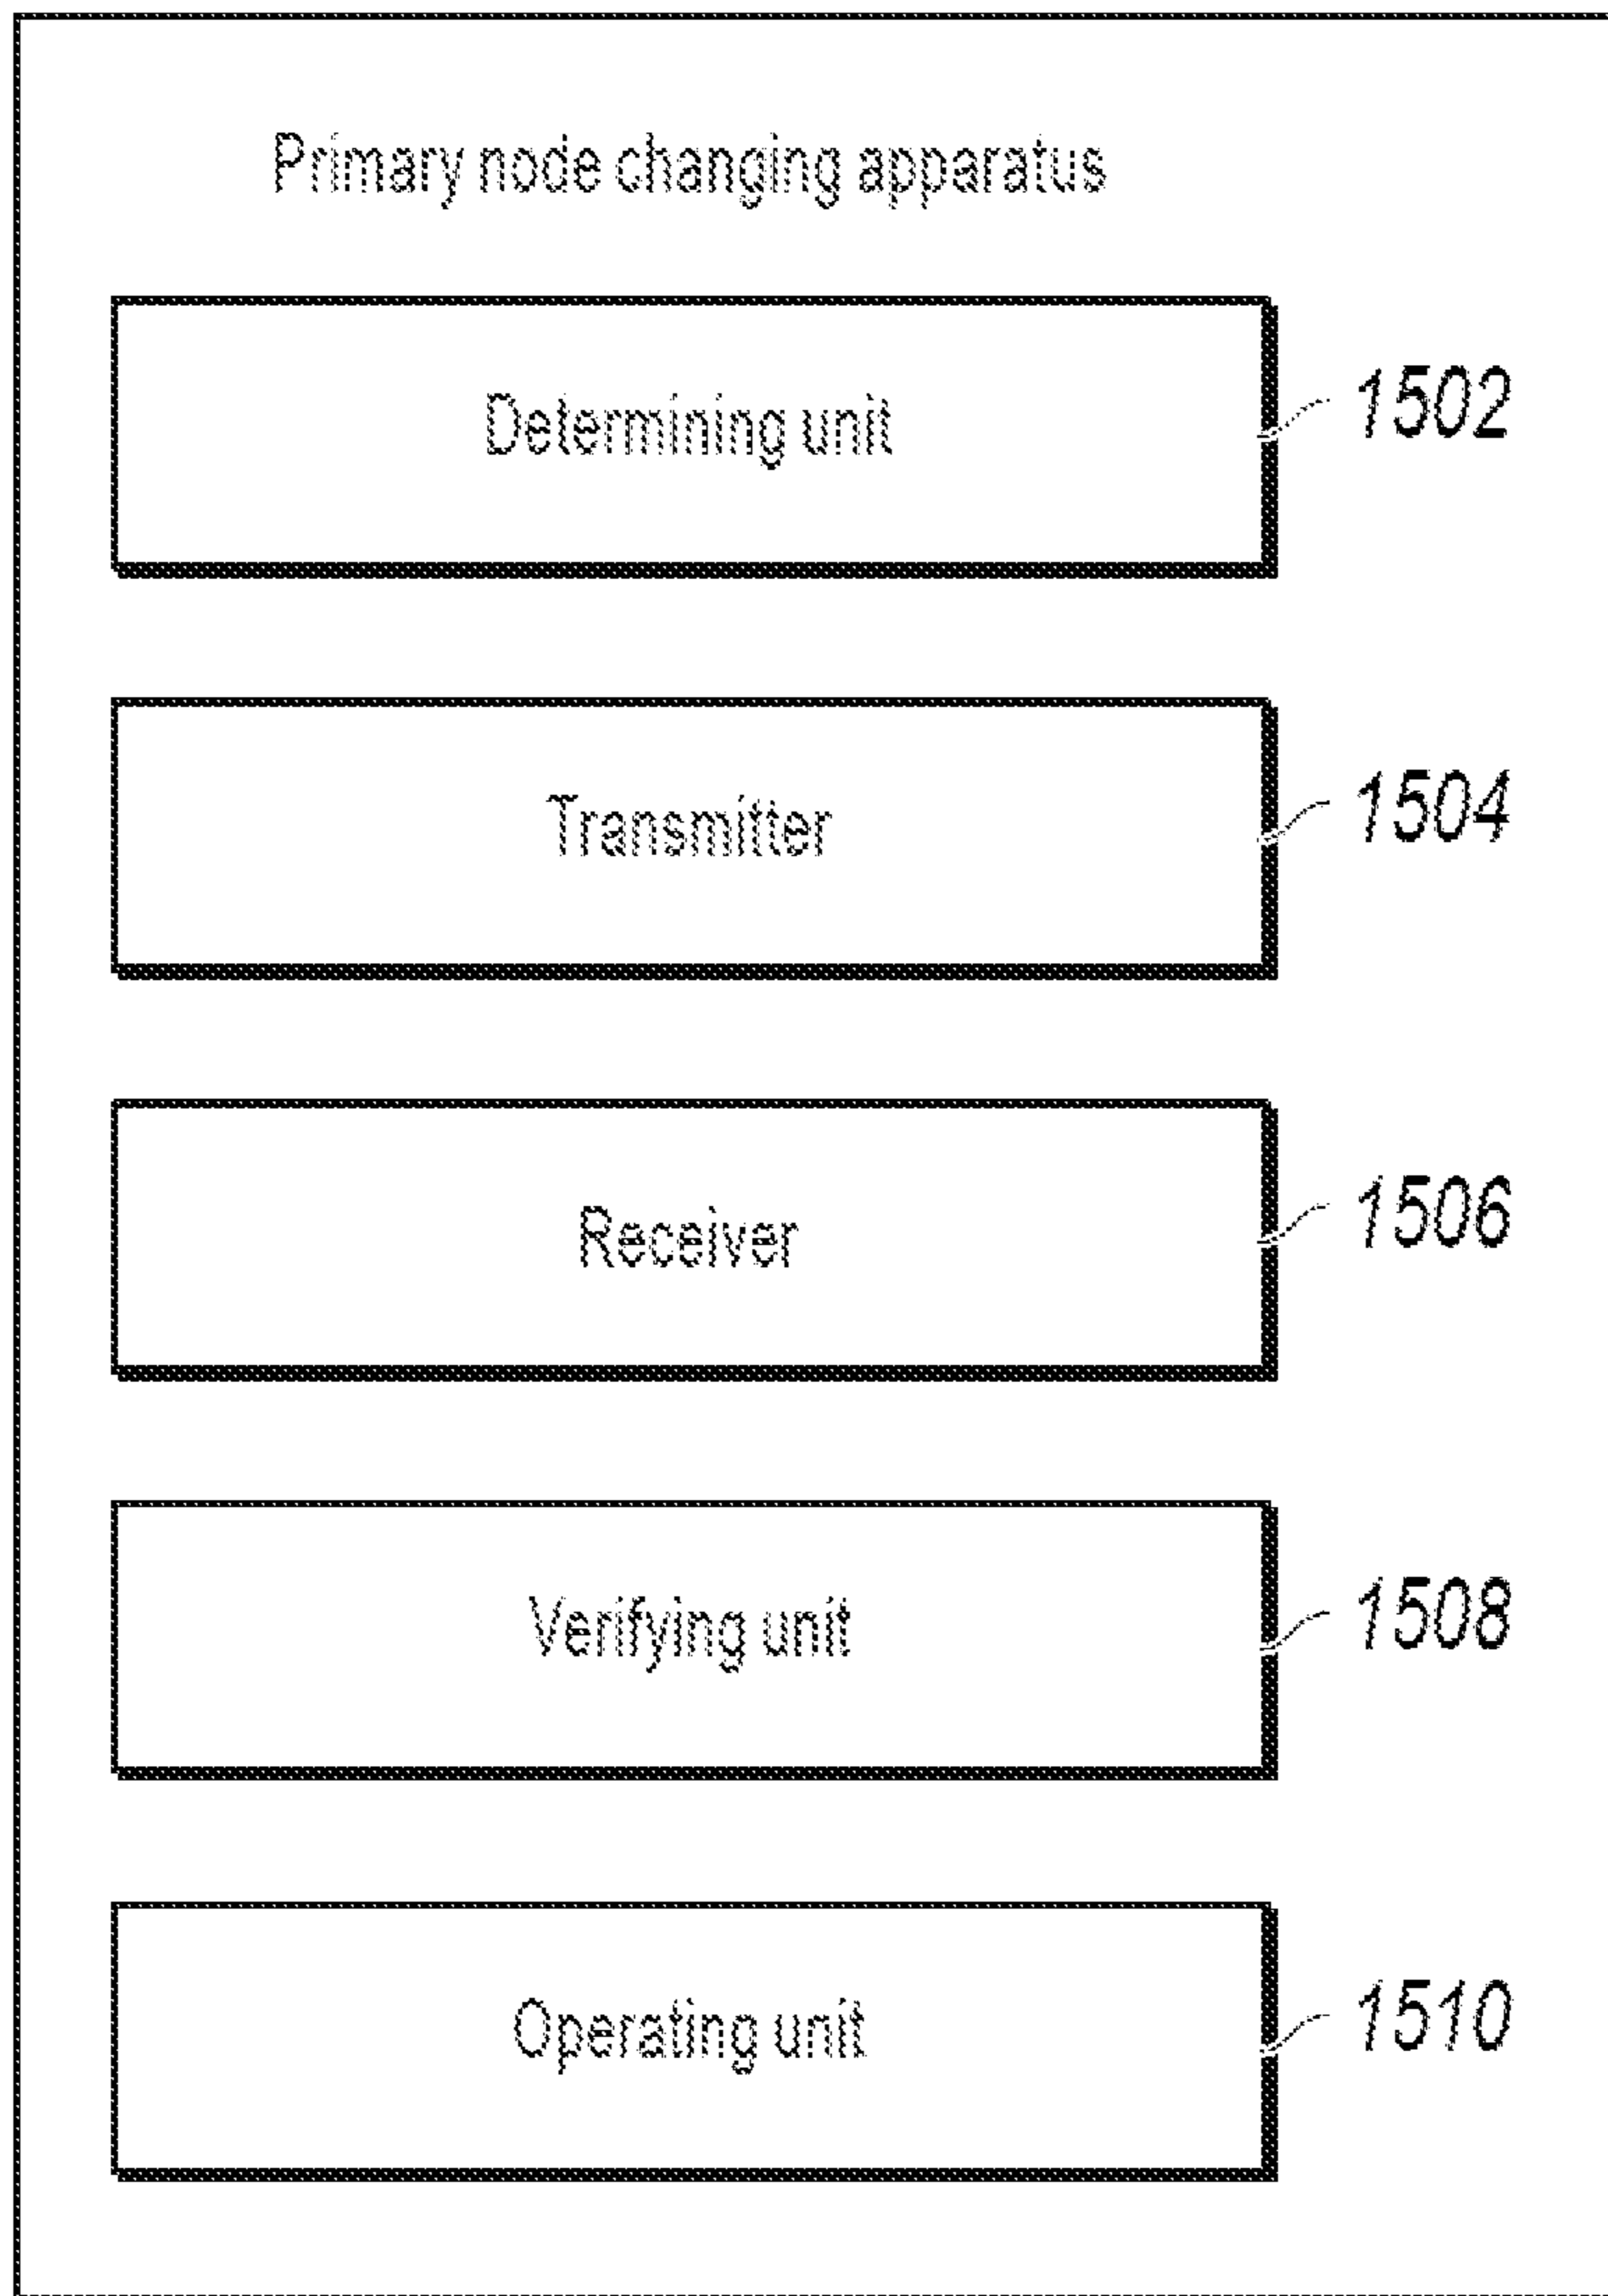 Primary node changing apparatus
Determining unit
1502
Transmitter
1504
Receiver
1506
Verifying unit
1508
Operating unit
1510